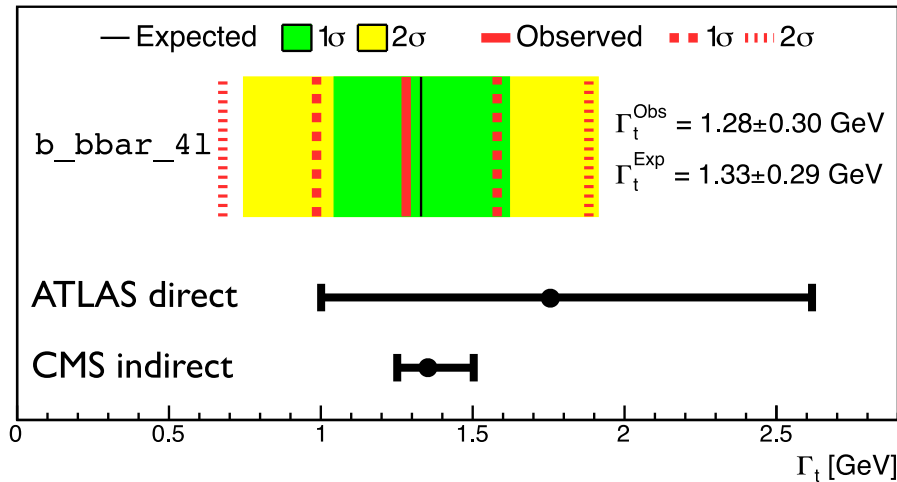 Expected 1σ 2σ Observed 1σ 2σ
b_bbar_4l
Γ_t^Obs = 1.28±0.30 GeV
Γ_t^Exp = 1.33±0.29 GeV
ATLAS direct
CMS indirect
0 0.5 1 1.5 2 2.5
Γ_t [GeV]